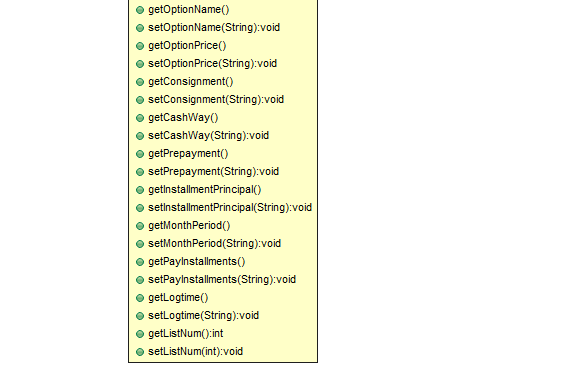 getOptionName()
setOptionName(String):void
getOptionPrice()
setOptionPrice(String):void
getConsignment()
setConsignment(String):void
getCashWay()
setCashWay(String):void
getPrepayment()
setPrepayment(String):void
getInstallmentPrincipal()
setInstallmentPrincipal(String):void
getMonthPeriod()
setMonthPeriod(String):void
getPayInstallments()
setPayInstallments(String):void
getLogtime()
setLogtime(String):void
getListNum():int
setListNum(int):void